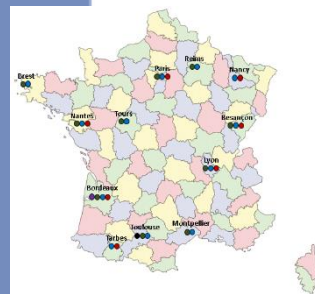 Reims
Paris
Nancy
Brest
Nantes
Tours
Besançon
Lyon
Bordeaux
Toulouse
Montpellier
Tarbes